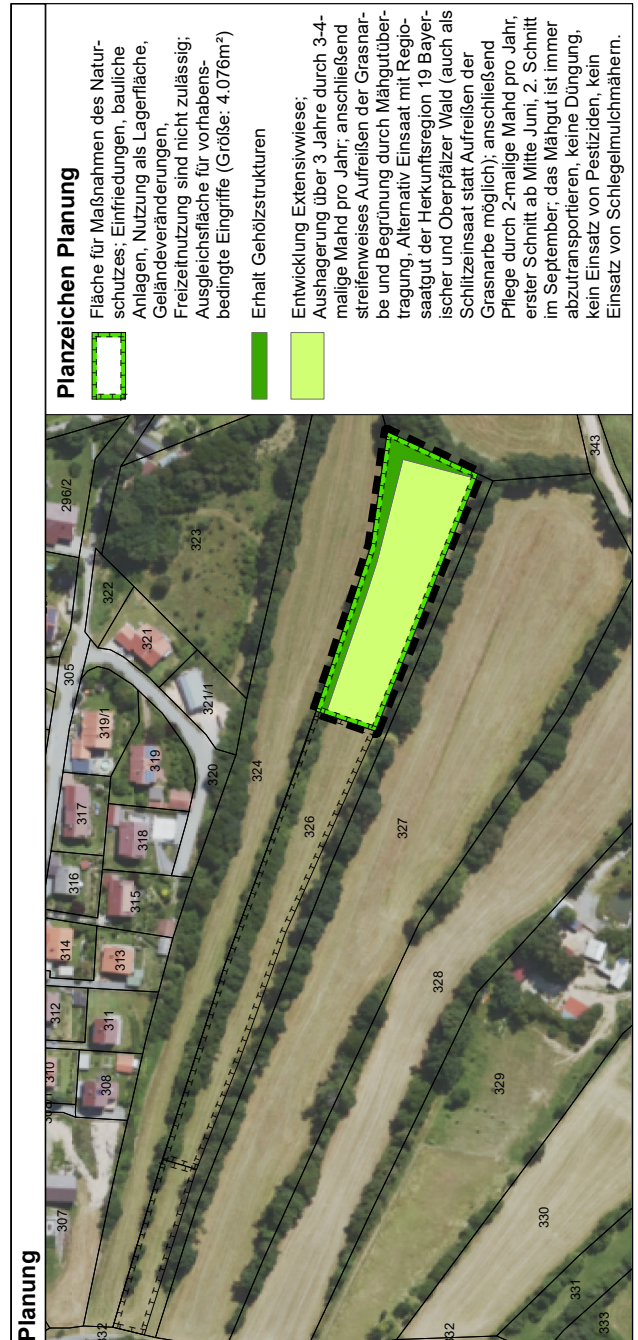 Planung
Planzeichen Planung
Fläche für Maßnahmen des Natur-
schutzes; Einfriedungen, bauliche
Anlagen, Nutzung als Lagerfläche,
Geländeveränderungen,
Freizeitnutzung sind nicht zulässig;
Ausgleichsfläche für vorhabens-
bedingte Eingriffe (Größe: 4.076m²)
Erhalt Gehölzstrukturen
Entwicklung Extensivwiese;
Aushagerung über 3 Jahre durch 3-4-
malige Mahd pro Jahr; anschließend
streifenweises Aufreißen der Grasnar-
be und Begrünung durch Mähgutüber-
tragung, Alternativ Einsaat mit Regio-
saatgut der Herkunftsregion 19 Bayer-
ischer und Oberpfälzer Wald (auch als
Schlitzeinsaat statt Aufreißen der
Grasnarbe möglich); anschließend
Pflege durch 2-malige Mahd pro Jahr,
erster Schnitt ab Mitte Juni, 2. Schnitt
im September; das Mähgut ist immer
abzutransportieren, keine Düngung,
kein Einsatz von Pestiziden, kein
Einsatz von Schlegelmulchmähern.
307
310
312
314
316
317
305
296/2
308
311
313
315
318
319
319/1
321
322
323
320
321/1
324
326
327
328
343
329
330
331
332
333